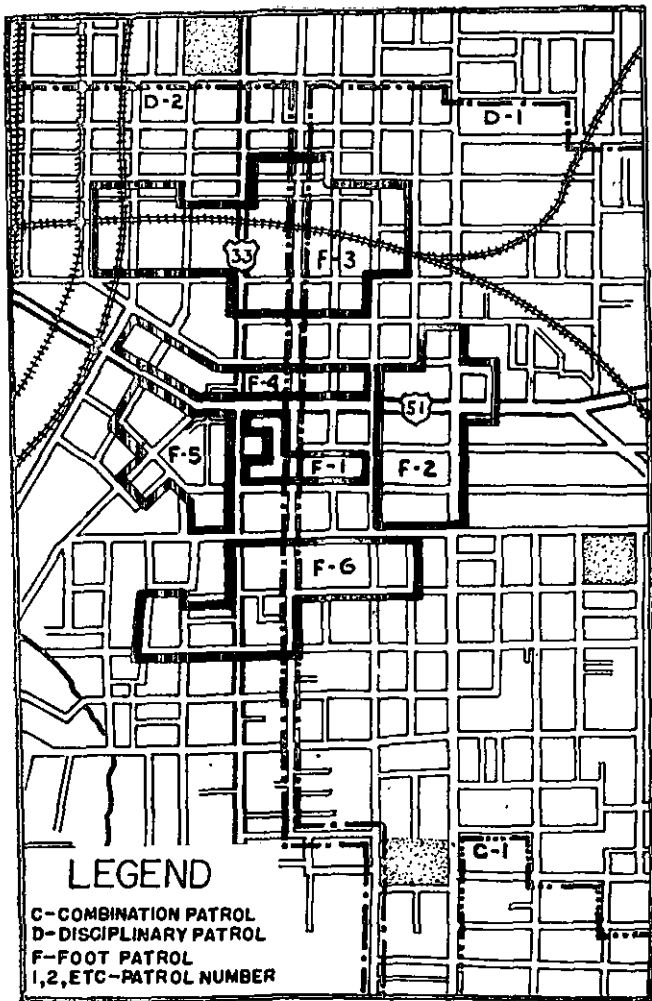 D-2
D-1
33
F-3
F-4
51
F-5
F-1
F-2
F-6
C-1
LEGEND
C-COMBINATION PATROL
D-DISCIPLINARY PATROL
F-FOOT PATROL
1,2,ETC-PATROL NUMBER